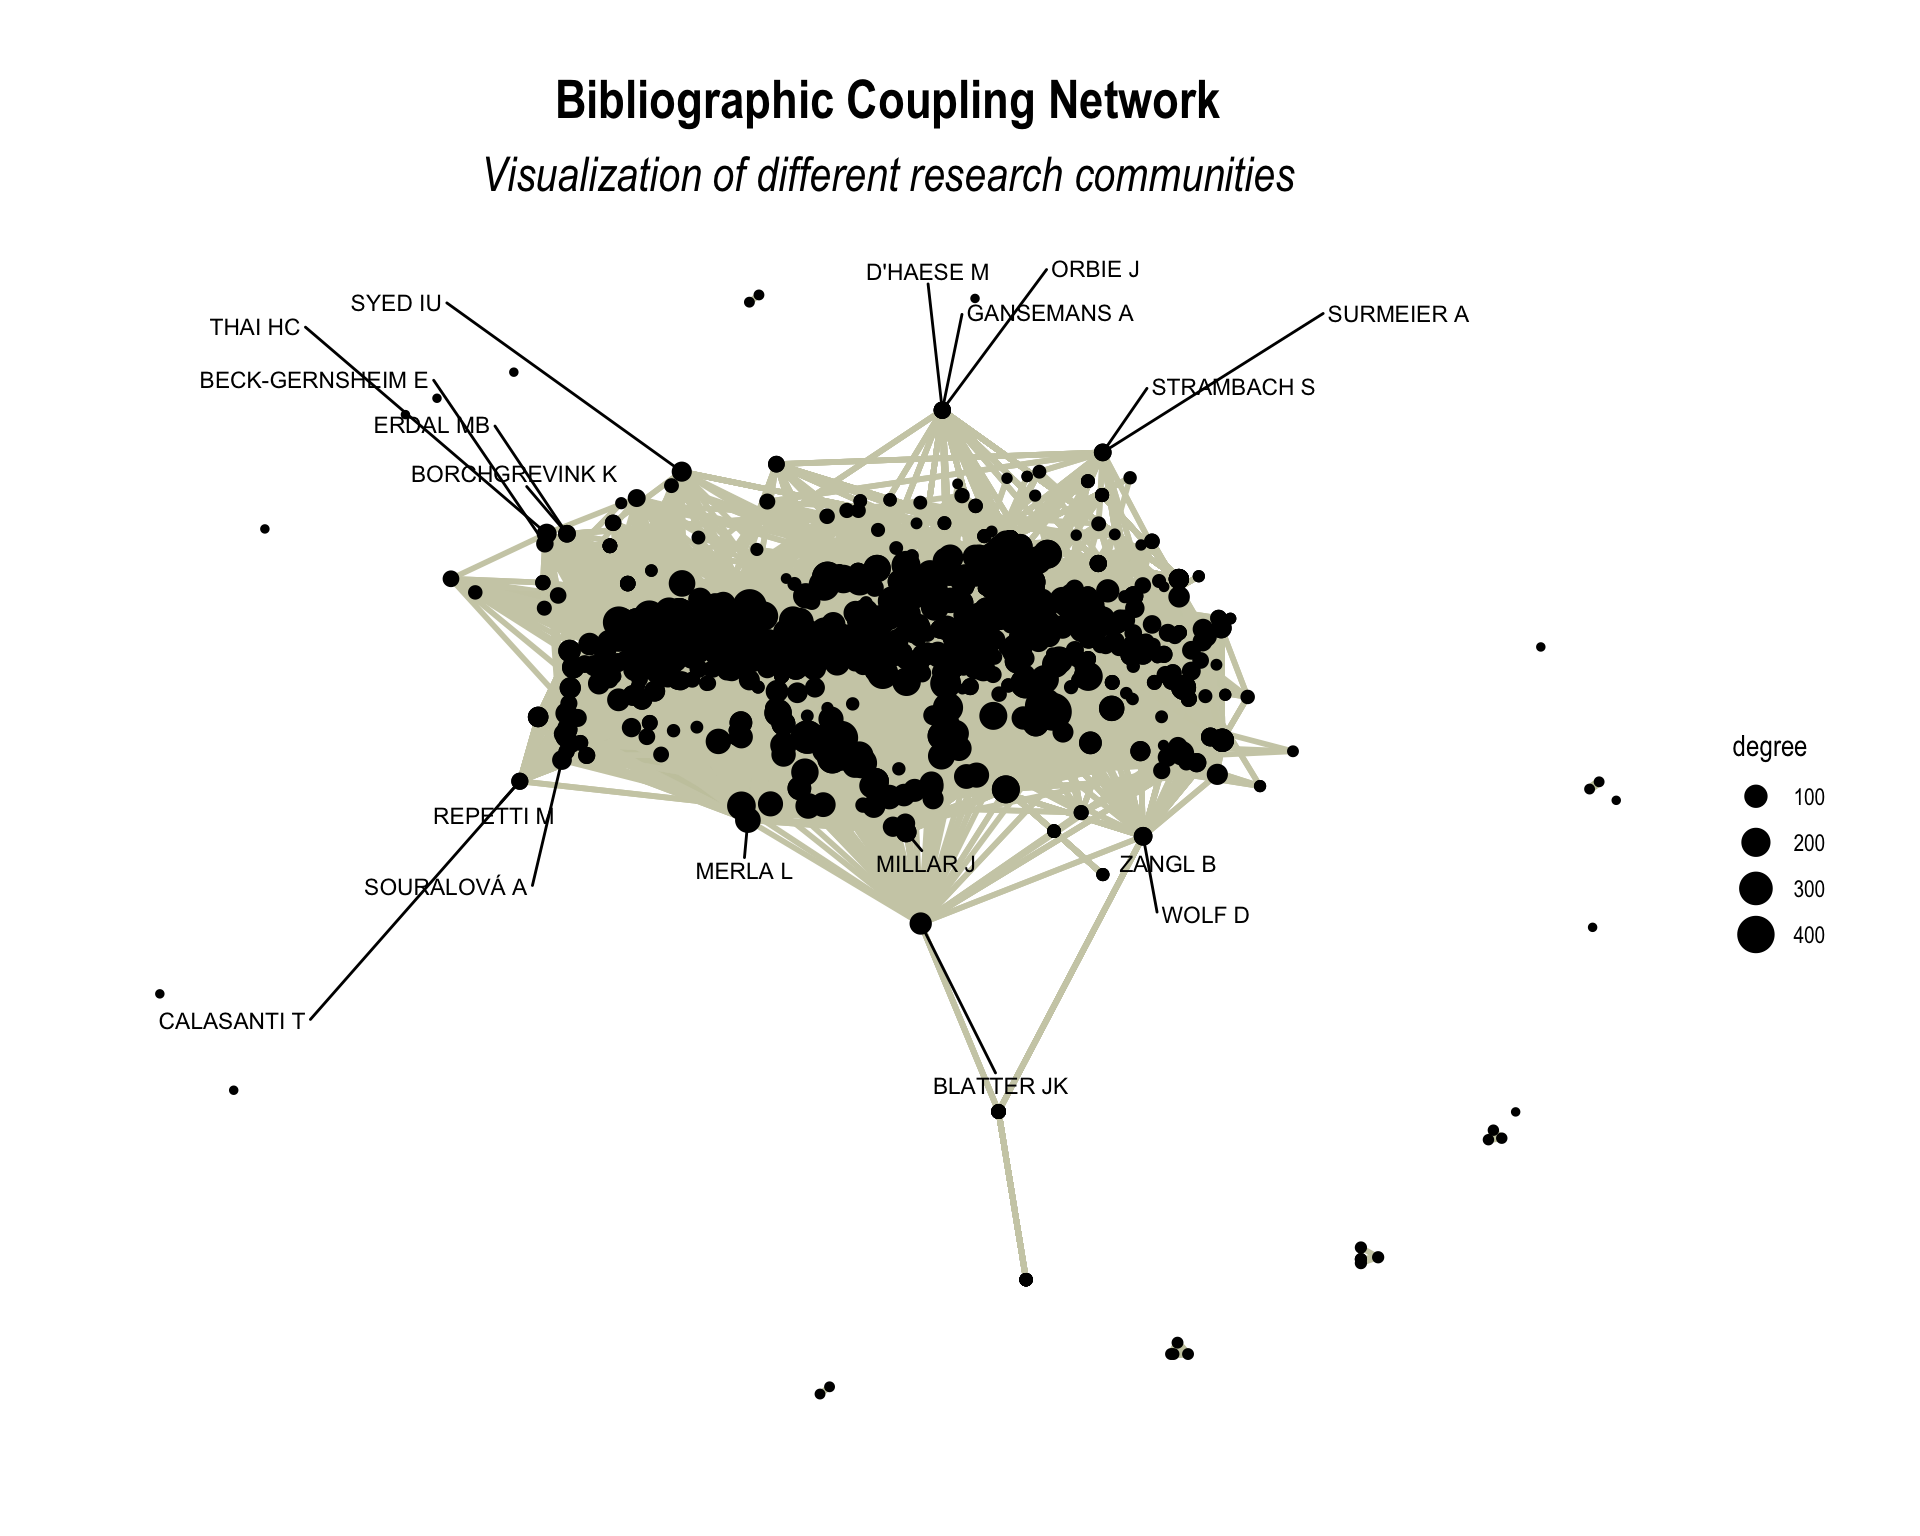 Bibliographic Coupling Network
Visualization of different research communities
D'HAESE M
ORBIE J
SYED IU
GANSEMANS A
SURMEIER A
THAI HC
BECK-GERNSHEIM E
STRAMBACH S
ERDAL MB
BORCHGREVINK K
degree
100
200
300
400
REPETTI M
MERLA L
MILLAR J
ZANGL B
SOURALOVÁ A
WOLF D
CALASANTI T
BLATTER JK